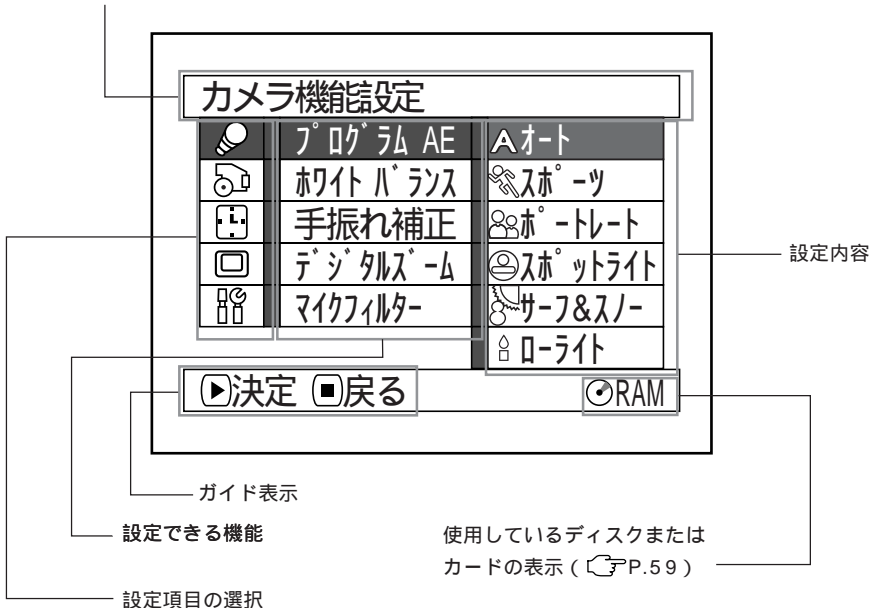 カメラ機能設定
プログラム AE
ホワイトバランス
手振れ補正
デジタルズーム
マイクフィルター
Aオート
スポーツ
ポートレート
スポットライト
サーフ&スノー
ローライト
設定内容
決定 戻る
RAM
ガイド表示
設定できる機能
設定項目の選択
使用しているディスクまたは
カードの表示(P.59)